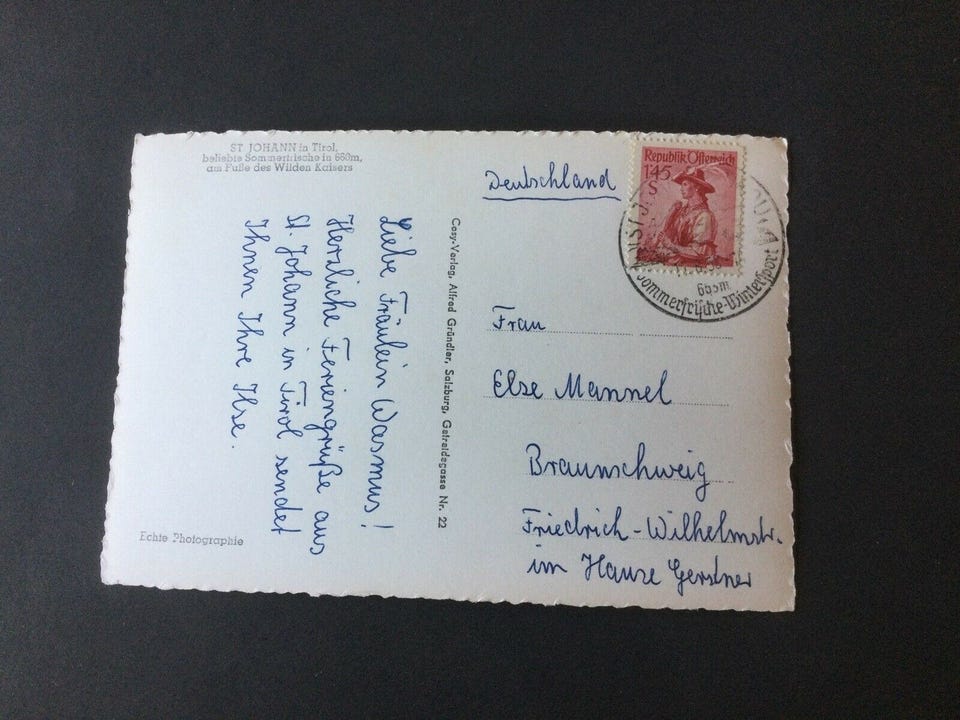 ST JOHANN in Tirol,
beliebte Sommerfrische in 660m,
am Fuße des Wilden Kaisers
Liebe Fräulein Wasmus!
Herzliche Feriengrüße aus
St. Johann in Tirol sendet
Ihnen Ihre Ilse.
Echte Photographie
Cosy-Verlag, Alfred Gründler, Salzburg, Getreidegasse Nr. 22
Deutschland
Republik Österreich
1'45
S
Sommerfrische-Wintersport
Frau
Else Mannel
Braunschweig
Friedrich-Wilhelmstr.
im Hause Gerstner